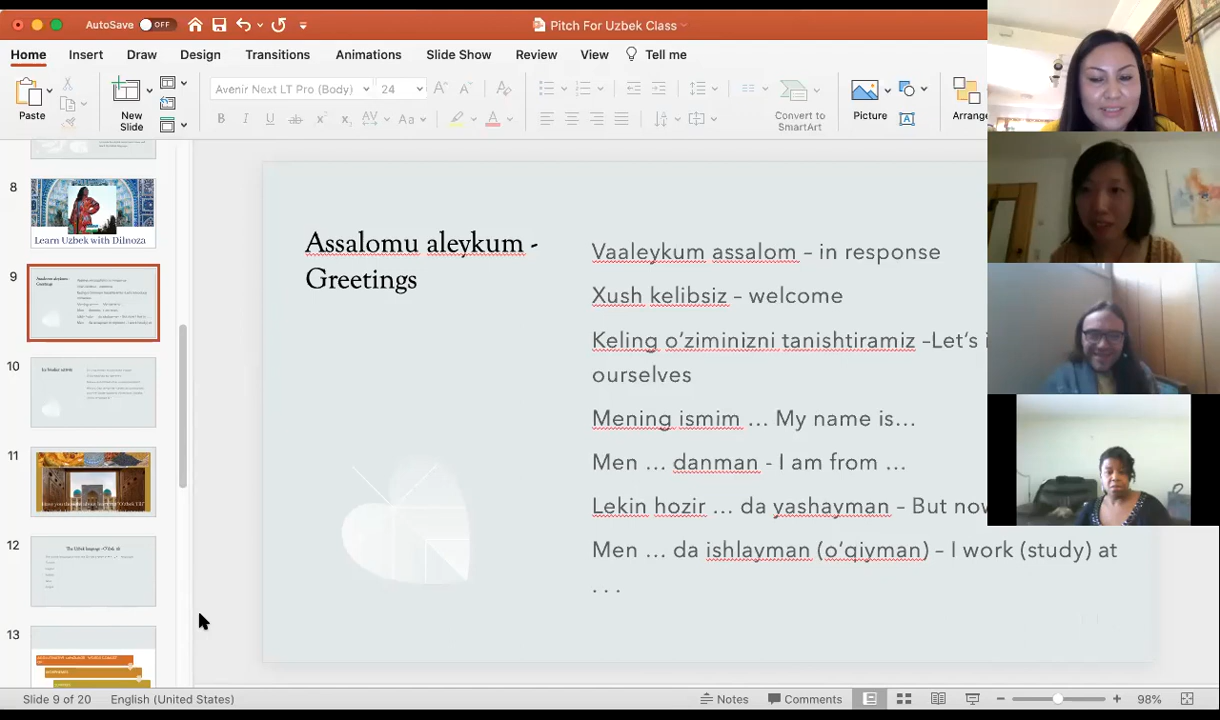 AutoSave OFF
Pitch For Uzbek Class
Home Insert Draw Design Transitions Animations Slide Show Review View Tell me
Avenir Next LT Pro (Body) 24
Paste
New
Slide
Convert to
SmartArt
Picture
Arrange
8
Learn Uzbek with Dilnoza
9
10
11
12
13
Assalomu aleykum -
Greetings
Vaaleykum assalom – in response
Xush kelibsiz – welcome
Keling o‘ziminizni tanishtiramiz –Let’s
ourselves
Mening ismim … My name is…
Men … danman - I am from …
Lekin hozir … da yashayman – But now
Men … da ishlayman (o‘qiyman) – I work (study) at
...
Slide 9 of 20 English (United States) Notes Comments 98%